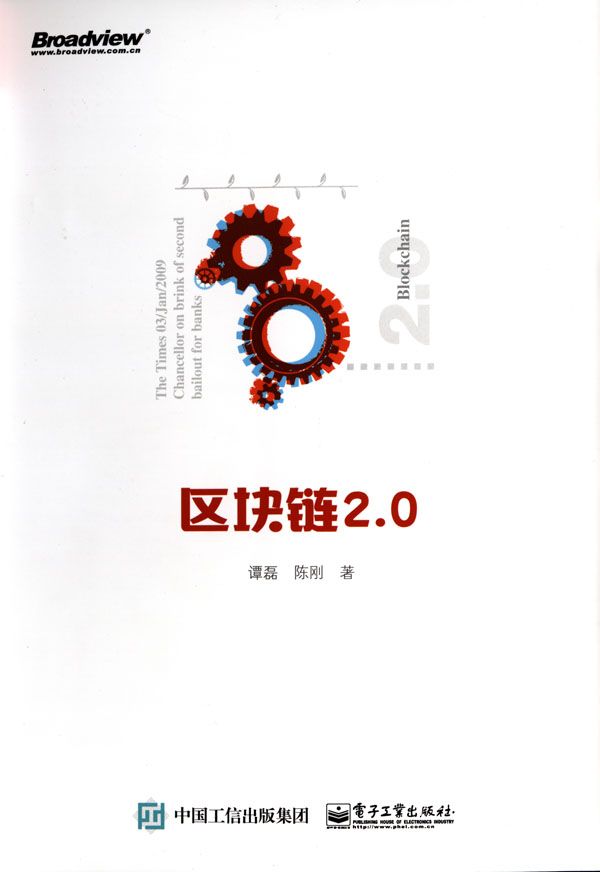 Broadview®
www.broadview.com.cn
The Times 03/Jan/2009
Chancellor on brink of second
bailout for banks
2.0
Blockchain
区块链2.0
谭磊 陈刚 著
中国工信出版集团
電子工業出版社·
PUBLISHING HOUSE OF ELECTRONICS INDUSTRY
http://www.phei.com.cn